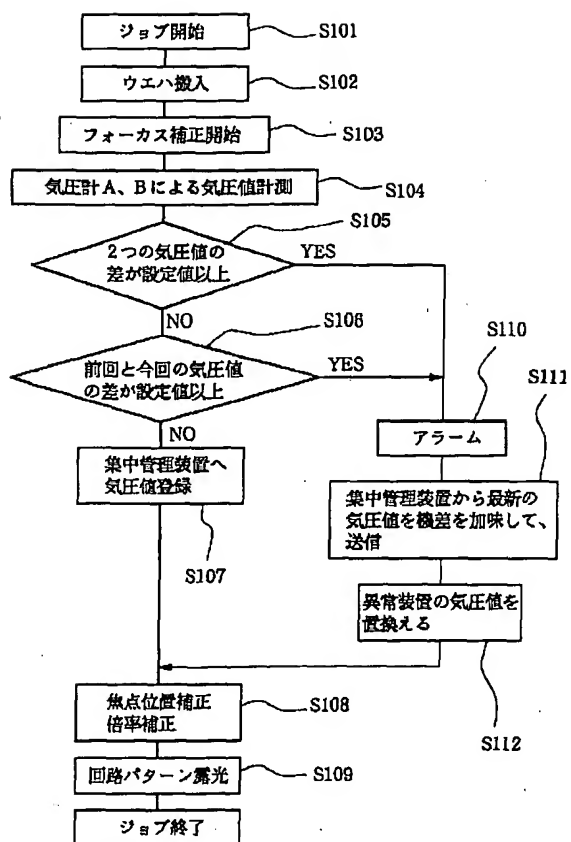 ジョブ開始
S101
ウエハ搬入
S102
フォーカス補正開始
S103
気圧計A、Bによる気圧値計測
S104
S105
2つの気圧値の
差が設定値以上
YES
NO
S106
前回と今回の気圧値
の差が設定値以上
YES
NO
S110
アラーム
S111
集中管理装置へ
気圧値登録
S107
集中管理装置から最新の
気圧値を機差を加味して、
送信
異常装置の気圧値を
置換える
S112
焦点位置補正
倍率補正
S108
回路パターン露光
S109
ジョブ終了